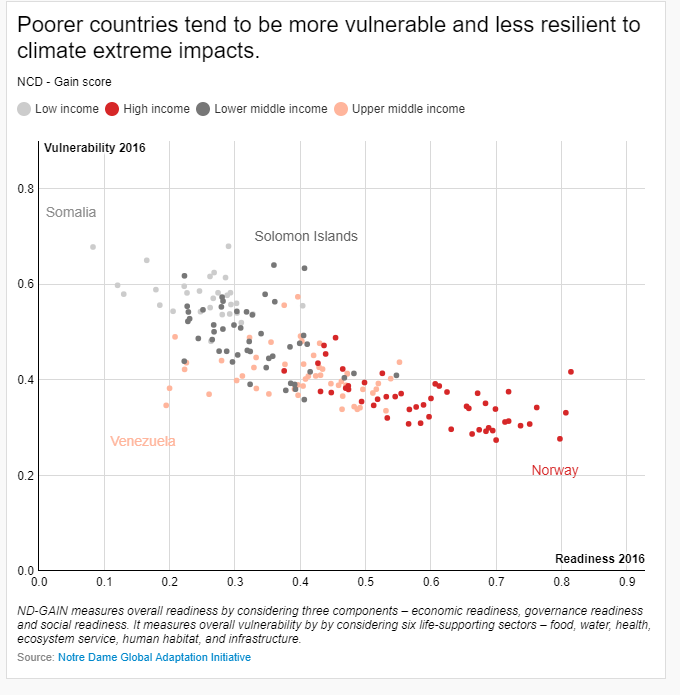 Poorer countries tend to be more vulnerable and less resilient to
climate extreme impacts.
NCD - Gain score
Low income High income Lower middle income Upper middle income
Vulnerability 2016
0.8
Somalia
Solomon Islands
0.6
0.4
Venezuela
Norway
0.2
Readiness 2016
0.0
0.0 0.1 0.2 0.3 0.4 0.5 0.6 0.7 0.8 0.9
ND-GAIN measures overall readiness by considering three components – economic readiness, governance readiness
and social readiness. It measures overall vulnerability by by considering six life-supporting sectors – food, water, health,
ecosystem service, human habitat, and infrastructure.
Source: Notre Dame Global Adaptation Initiative